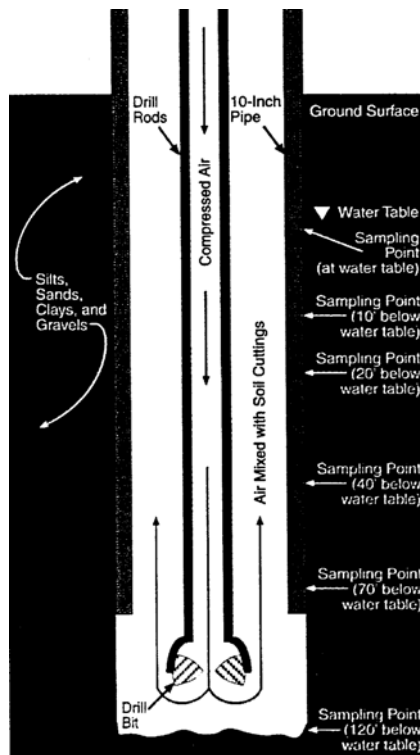 Drill
Rods
10-Inch
Pipe
Ground Surface
Compressed Air
Water Table
Sampling
Point
(at water table)
Silts,
Sands,
Clays, and
Gravels
Sampling Point
(10' below
water table)
Sampling Point
(20' below
water table)
Air Mixed with Soil Cuttings
Sampling Point
(40' below
water table)
Sampling Point
(70' below
water table)
Drill
Bit
Sampling Point
(120' below
water table)